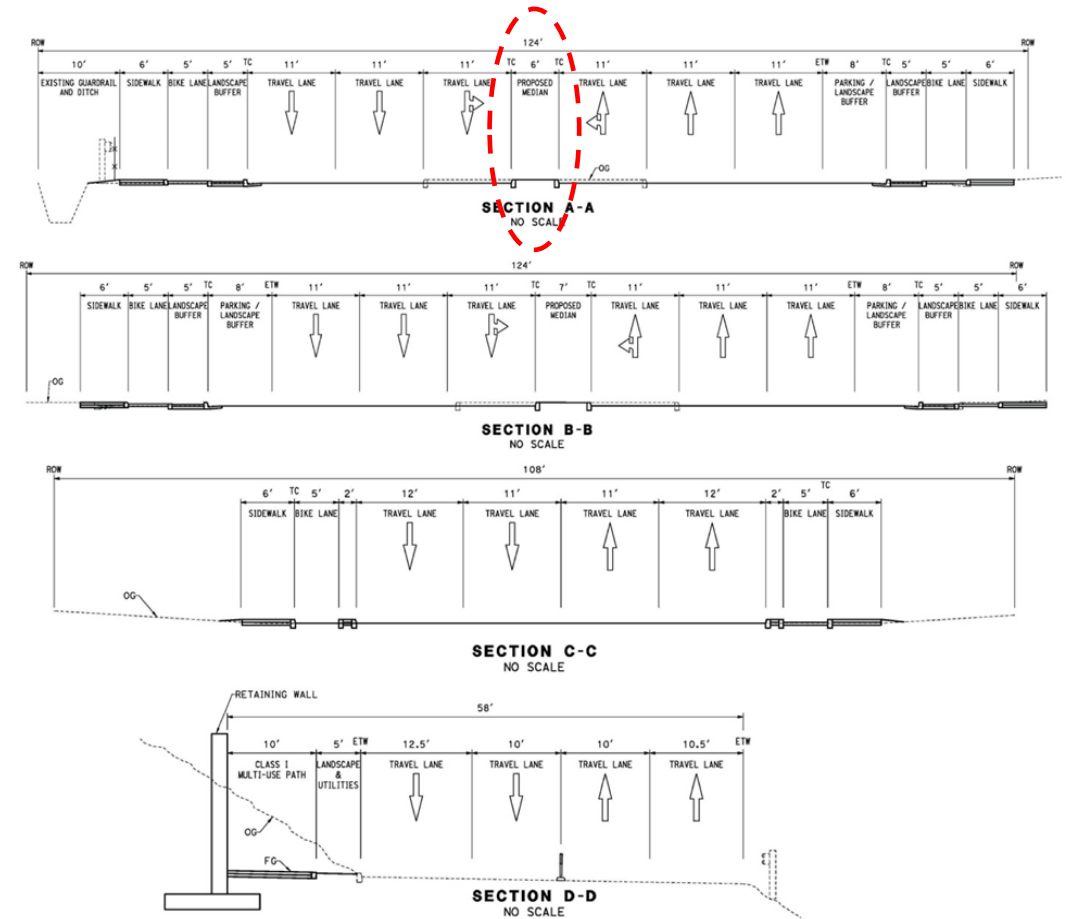 ROW 124' ROW
10' 6' 5' 5' TC 11' 11' 11' TC 6' TC 11' 11' 11' ETW 8' TC 5' 5' 6'
EXISTING GUARDRAIL SIDEWALK BIKE LANE LANDSCAPE TRAVEL LANE TRAVEL LANE TRAVEL LANE PROPOSED TRAVEL LANE TRAVEL LANE TRAVEL LANE PARKING / LANDSCAPE BIKE LANE SIDEWALK
AND DITCH BUFFER MEDIAN LANDSCAPE BUFFER
BUFFER
OG
SECTION A-A
NO SCALE
ROW 124' ROW
6' 5' 5' TC 8' ETW 11' 11' 11' TC 7' TC 11' 11' 11' ETW 8' TC 5' 5' 6'
SIDEWALK BIKE LANE LANDSCAPE PARKING / TRAVEL LANE TRAVEL LANE TRAVEL LANE PROPOSED TRAVEL LANE TRAVEL LANE TRAVEL LANE PARKING / LANDSCAPE BIKE LANE SIDEWALK
BUFFER LANDSCAPE MEDIAN LANDSCAPE BUFFER
BUFFER BUFFER
OG
SECTION B-B
NO SCALE
ROW 108' ROW
6' TC 5' 2' 12' 11' 11' 12' 2' 5' TC 6'
SIDEWALK BIKE LANE TRAVEL LANE TRAVEL LANE TRAVEL LANE TRAVEL LANE BIKE LANE SIDEWALK
OG
SECTION C-C
NO SCALE
RETAINING WALL
58'
10' 5' ETW 12.5' 10' 10' 10.5' ETW
CLASS I LANDSCAPE TRAVEL LANE TRAVEL LANE TRAVEL LANE TRAVEL LANE
MULTI-USE PATH &
UTILITIES
OG
FG
SECTION D-D
NO SCALE